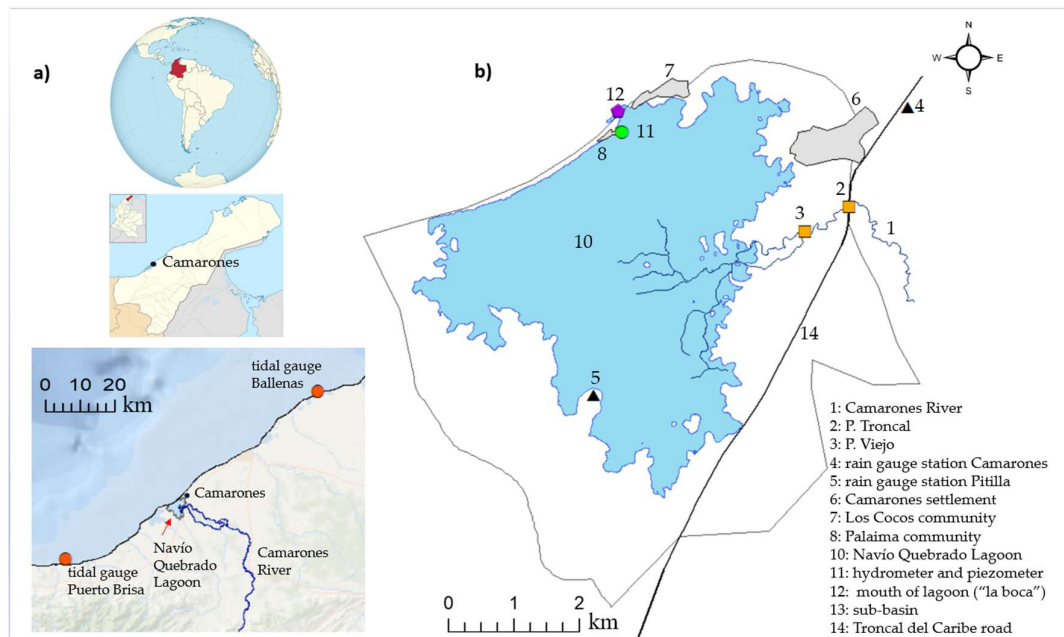 a)
Camarones
0 10 20
km
tidal gauge
Ballenas
Camarones
Navío
Quebrado
Lagoon
Camarones
River
tidal gauge
Puerto Brisa
b)
N
W E
S
7
12
6
4
11
8
2
3
1
10
14
5
0 1 2
km
1: Camarones River
2: P. Troncal
3: P. Viejo
4: rain gauge station Camarones
5: rain gauge station Pitilla
6: Camarones settlement
7: Los Cocos community
8: Palaima community
10: Navío Quebrado Lagoon
11: hydrometer and piezometer
12: mouth of lagoon (“la boca”)
13: sub-basin
14: Troncal del Caribe road